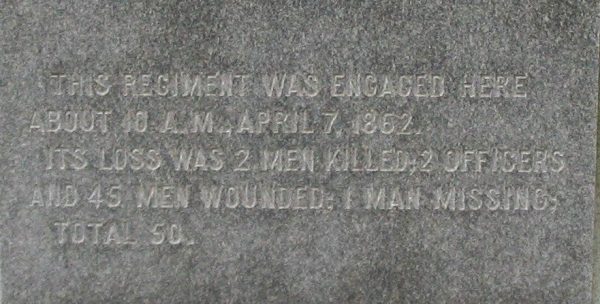 THIS REGIMENT WAS ENGAGED HERE
ABOUT 10 A.M., APRIL 7, 1862.
ITS LOSS WAS 2 MEN KILLED; 2 OFFICERS
AND 45 MEN WOUNDED; 1 MAN MISSING;
TOTAL 50.